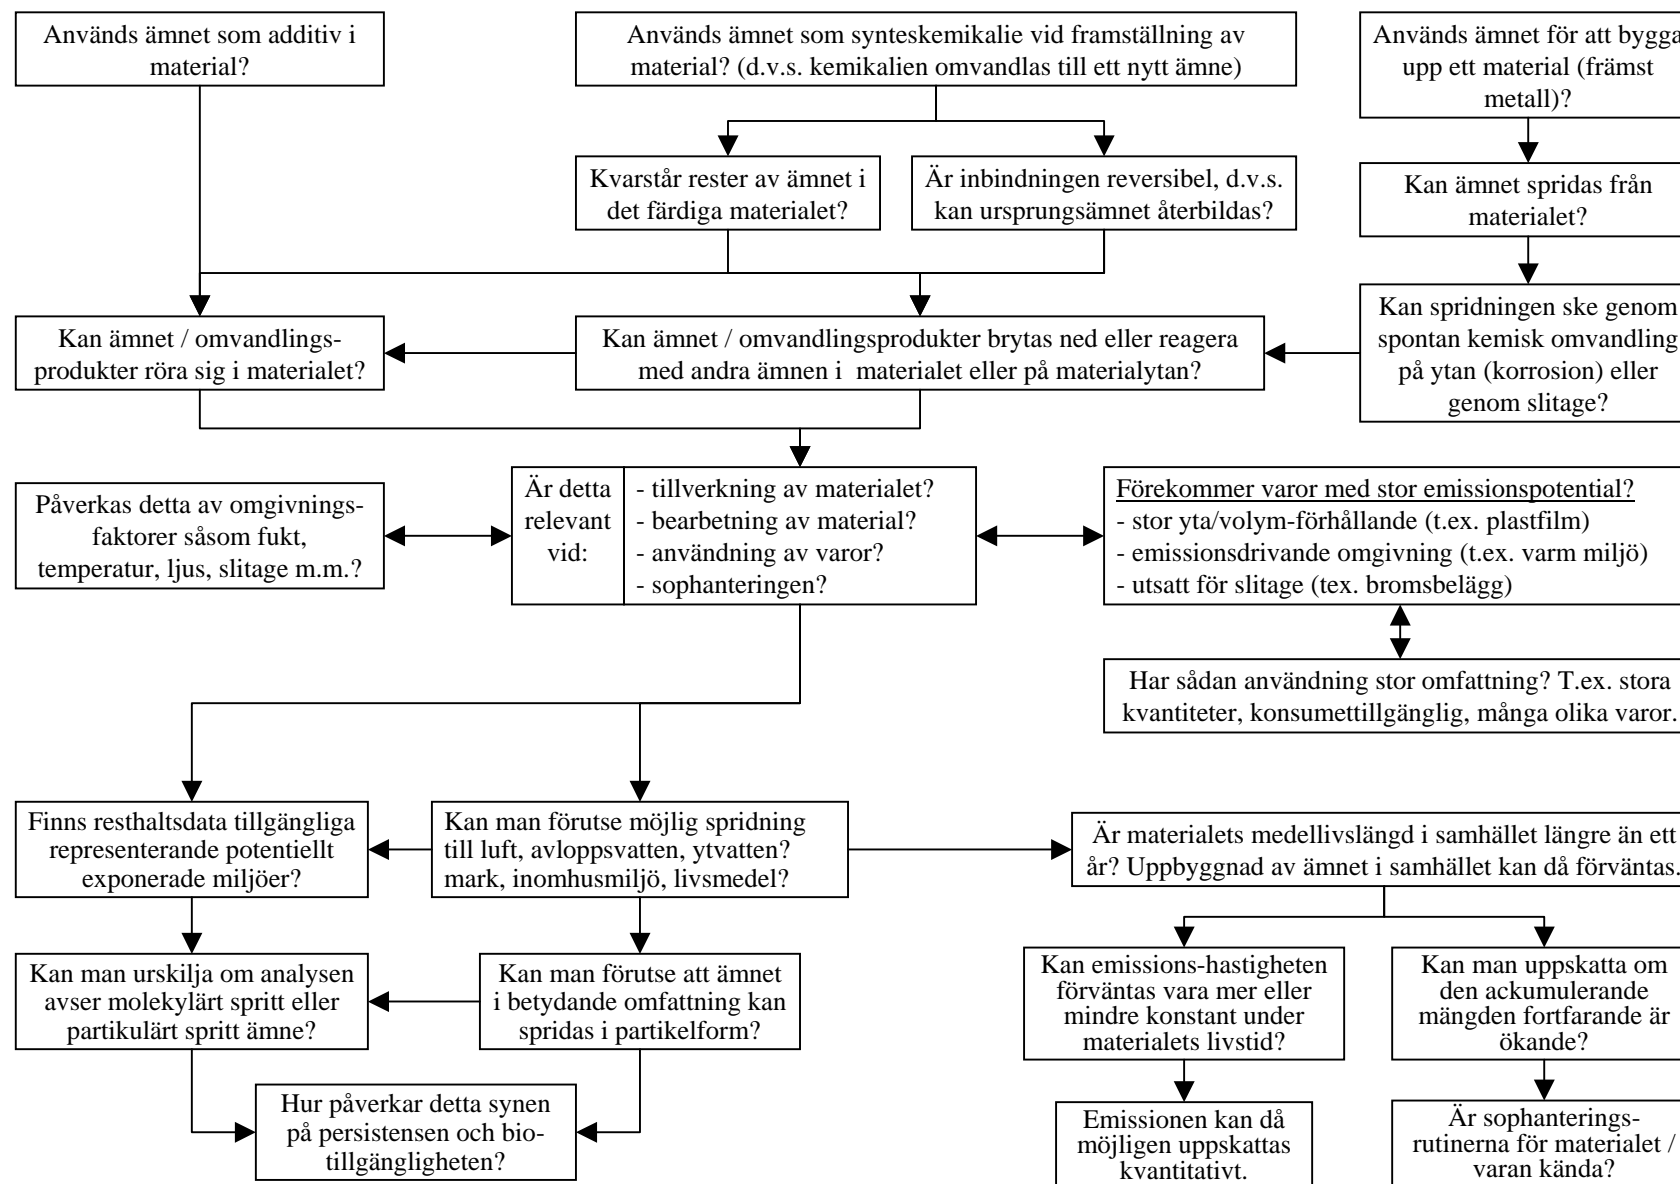 Används ämnet som additiv i
material?
Används ämnet som synteskemikalie vid framställning av
material? (d.v.s. kemikalien omvandlas till ett nytt ämne)
Används ämnet för att bygga
upp ett material (främst
metall)?
Kvarstår rester av ämnet i
det färdiga materialet?
Är inbindningen reversibel, d.v.s.
kan ursprungsämnet återbildas?
Kan ämnet spridas från
materialet?
Kan ämnet / omvandlings-
produkter röra sig i materialet?
Kan ämnet / omvandlingsprodukter brytas ned eller reagera
med andra ämnen i materialet eller på materialytan?
Kan spridningen ske genom
spontan kemisk omvandling
på ytan (korrosion) eller
genom slitage?
Påverkas detta av omgivnings-
faktorer såsom fukt,
temperatur, ljus, slitage m.m.?
Är detta
relevant
vid:
- tillverkning av materialet?
- bearbetning av material?
- användning av varor?
- sophanteringen?
Förekommer varor med stor emissionspotential?
- stor yta/volym-förhållande (t.ex. plastfilm)
- emissionsdrivande omgivning (t.ex. varm miljö)
- utsatt för slitage (tex. bromsbelägg)
Har sådan användning stor omfattning? T.ex. stora
kvantiteter, konsumettillgänglig, många olika varor.
Finns resthaltsdata tillgängliga
representerande potentiellt
exponerade miljöer?
Kan man förutse möjlig spridning
till luft, avloppsvatten, ytvatten?
mark, inomhusmiljö, livsmedel?
Är materialets medellivslängd i samhället längre än ett
år? Uppbyggnad av ämnet i samhället kan då förväntas.
Kan man urskilja om analysen
avser molekylärt spritt eller
partikulärt spritt ämne?
Kan man förutse att ämnet
i betydande omfattning kan
spridas i partikelform?
Kan emissions-hastigheten
förväntas vara mer eller
mindre konstant under
materialets livstid?
Kan man uppskatta om
den ackumulerande
mängden fortfarande är
ökande?
Hur påverkar detta synen
på persistensen och bio-
tillgängligheten?
Emissionen kan då
möjligen uppskattas
kvantitativt.
Är sophanterings-
rutinerna för materialet /
varan kända?